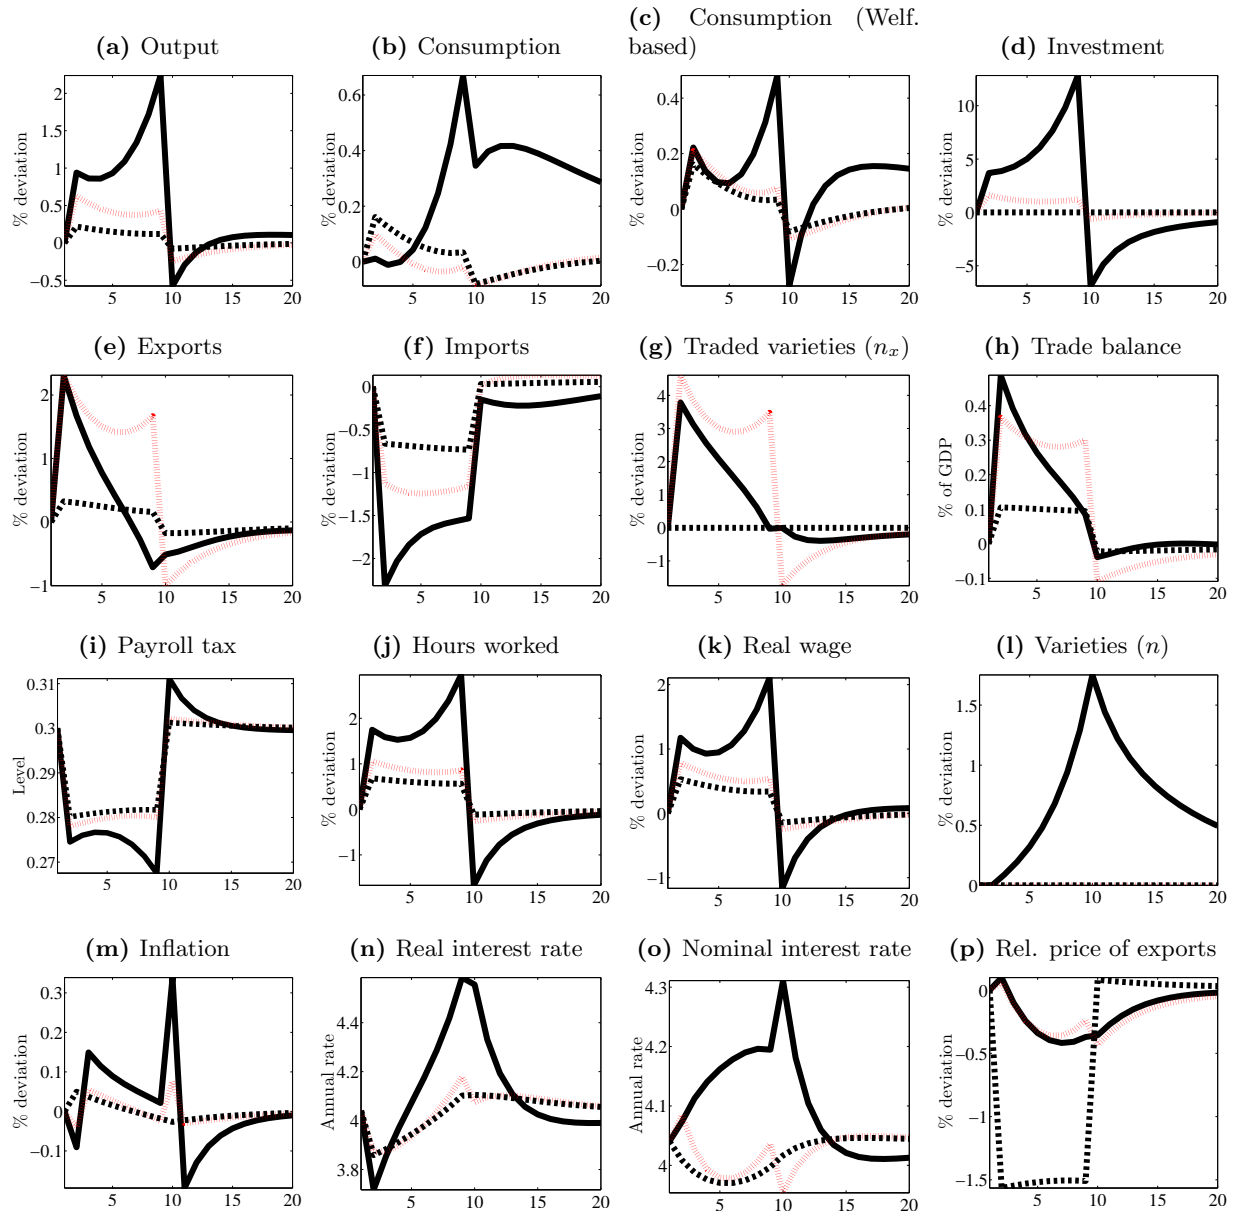 (c) Consumption (Welf.
(a) Output (b) Consumption based) (d) Investment
% deviation 2 1.5 1 0.5 0 −0.5 5 10 15 20
% deviation 0.6 0.4 0.2 0 5 10 15 20
% deviation 0.4 0.2 0 −0.2 5 10 15 20
% deviation 10 5 0 −5 5 10 15 20
(e) Exports (f) Imports (g) Traded varieties (nx) (h) Trade balance
% deviation 2 1 0 −1 5 10 15 20
% deviation 0 −0.5 −1 −1.5 −2 5 10 15 20
% deviation 4 3 2 1 0 −1 5 10 15 20
% of GDP 0.4 0.3 0.2 0.1 0 −0.1 5 10 15 20
(i) Payroll tax (j) Hours worked (k) Real wage (l) Varieties (n)
Level 0.31 0.3 0.29 0.28 0.27 5 10 15 20
% deviation 2 1 0 −1 5 10 15 20
% deviation 2 1 0 −1 5 10 15 20
% deviation 1.5 1 0.5 0 5 10 15 20
(m) Inflation (n) Real interest rate (o) Nominal interest rate (p) Rel. price of exports
% deviation 0.3 0.2 0.1 0 −0.1 5 10 15 20
Annual rate 4.4 4.2 4 3.8 5 10 15 20
Annual rate 4.3 4.2 4.1 4 5 10 15 20
% deviation 0 −0.5 −1 −1.5 5 10 15 20